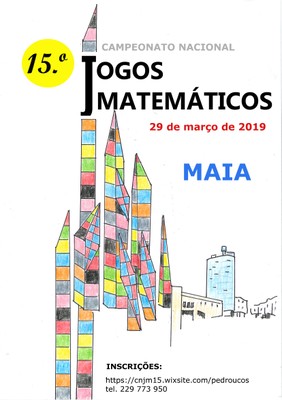 15.º
CAMPEONATO NACIONAL
JOGOS
MATEMÁTICOS
29 de março de 2019
MAIA
INSCRIÇÕES:
https://cnjm15.wixsite.com/pedroucos
tel. 229 773 950